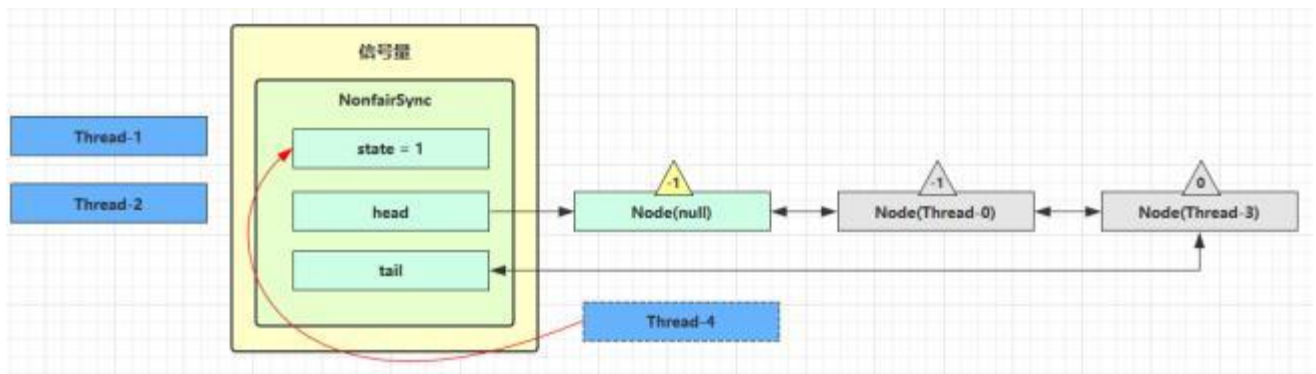 信号量
NonfairSync
Thread-1
state = 1
Thread-2
head
-1
Node(null)
-1
Node(Thread-0)
0
Node(Thread-3)
tail
Thread-4